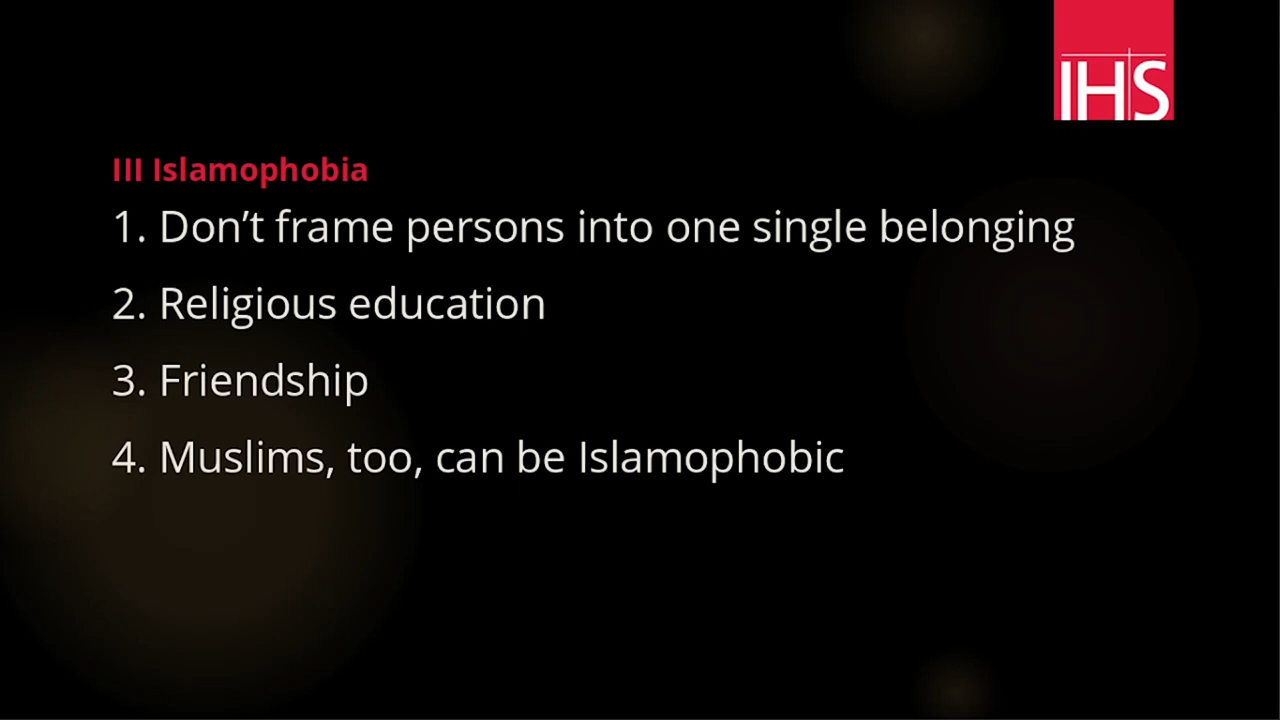 IHS
III Islamophobia
1. Don’t frame persons into one single belonging
2. Religious education
3. Friendship
4. Muslims, too, can be Islamophobic